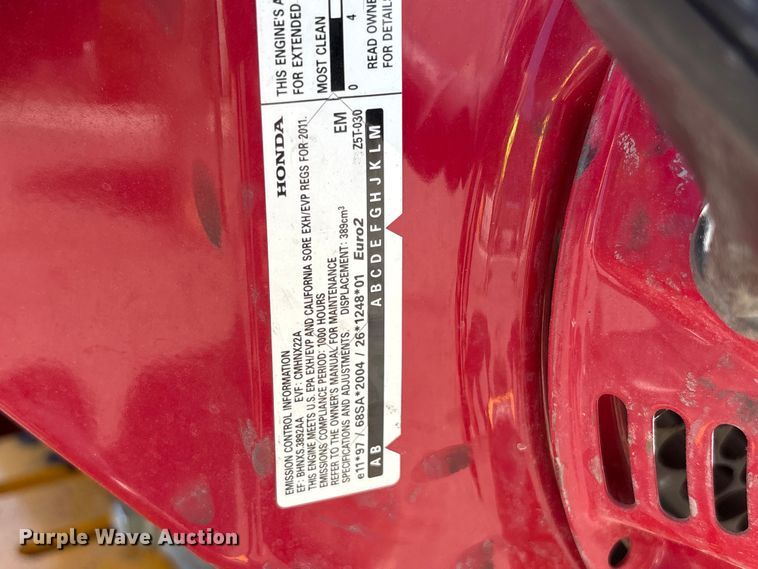 EMISSION CONTROL INFORMATION
HONDA
EF: BHNXS.3892AA EVF: CMHNX22A
THIS ENGINE MEETS U.S. EPA EXH/EVP AND CALIFORNIA SORE EXH/EVP REGS FOR 2011.
EMISSIONS COMPLIANCE PERIOD: 1000 HOURS
REFER TO THE OWNER'S MANUAL FOR MAINTENANCE
SPECIFICATIONS AND ADJUSTMENTS. DISPLACEMENT: 389cm³
EM
e11*97 / 68SA*2004 / 26*1248*01 Euro2
Z5T-030
A B
A B C D E F G H J K L M
THIS ENGINE'S A
FOR EXTENDED
MOST CLEAN
0 4
READ OWNE
FOR DETAILS
Purple Wave Auction